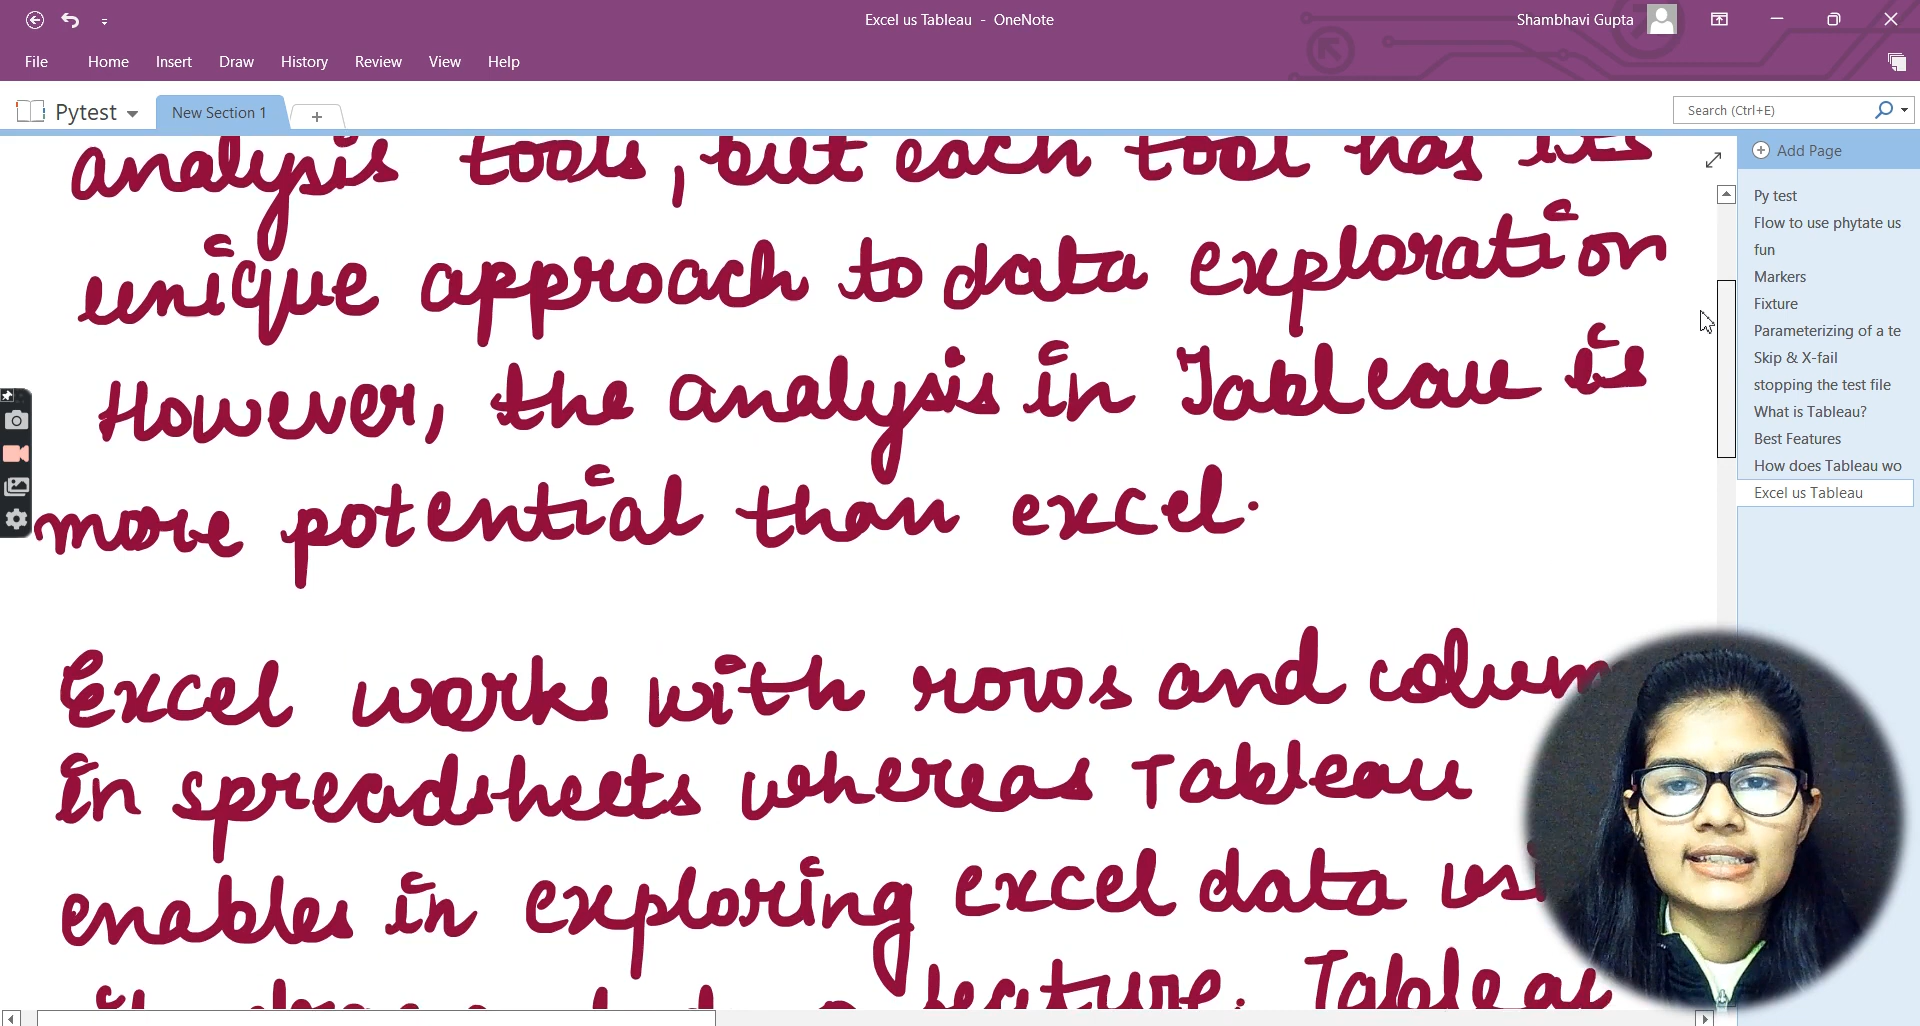 Excel us Tableau - OneNote
Shambhavi Gupta
File Home Insert Draw History Review View Help
Pytest New Section 1 +
Search (Ctrl+E)
analysis tools, but each tool has its
unique approach to data exploration
However, the analysis in Tableau is
more potential than excel.
Excel works with rows and colum
in spreadsheets whereas Tableau
enables in exploring excel data usi
feature. Tableau
Add Page
Py test
Flow to use phytate us
fun
Markers
Fixture
Parameterizing of a te
Skip & X-fail
stopping the test file
What is Tableau?
Best Features
How does Tableau wo
Excel us Tableau